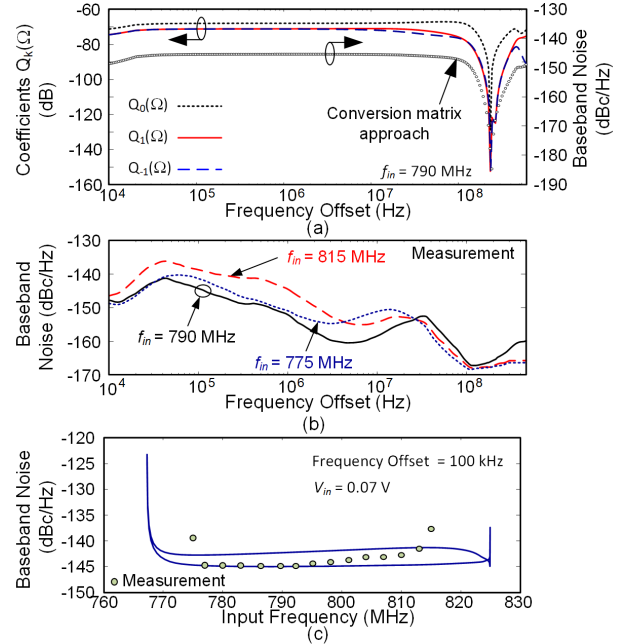 Coefficients Qk(Ω)
(dB)
-60
-80
-100
-120
-140
-160
-130
-140
-150
-160
-170
-180
-190
Baseband Noise
(dBc/Hz)
Q0(Ω)
Q1(Ω)
Q-1(Ω)
Conversion matrix
approach
fin = 790 MHz
10^4 10^5 10^6 10^7 10^8
Frequency Offset (Hz)
(a)
Baseband
Noise (dBc/Hz)
-130
-140
-150
-160
-170
Measurement
fin = 815 MHz
fin = 790 MHz
fin = 775 MHz
10^4 10^5 10^6 10^7 10^8
Frequency Offset (Hz)
(b)
Baseband Noise
(dBc/Hz)
-120
-125
-130
-135
-140
-145
-150
Frequency Offset = 100 kHz
Vin = 0.07 V
Measurement
760 770 780 790 800 810 820 830
Input Frequency (MHz)
(c)